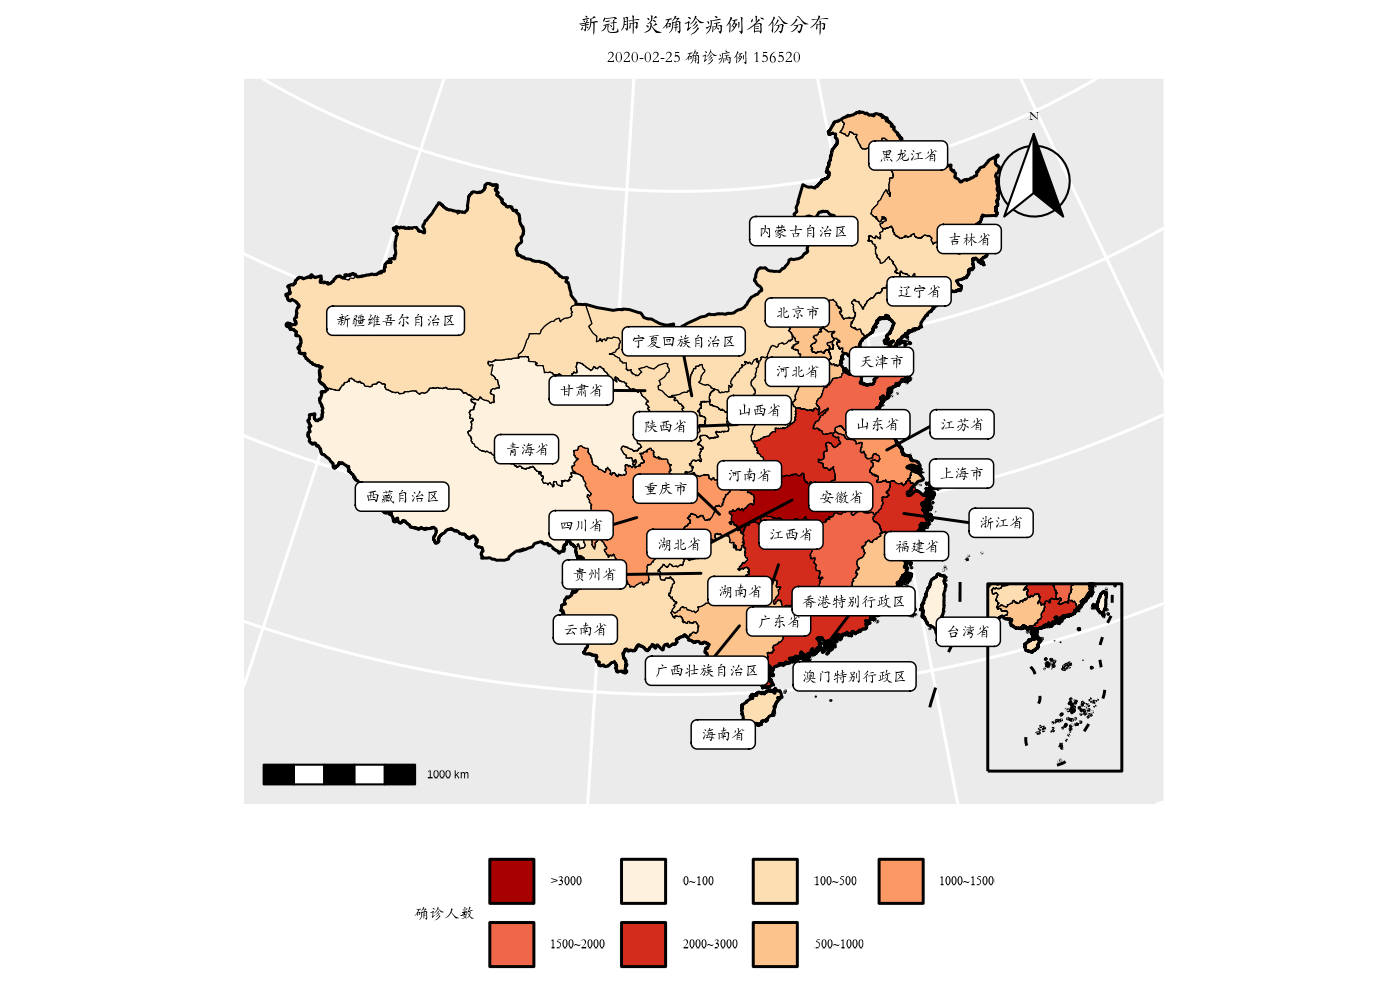 新冠肺炎确诊病例省份分布
2020-02-25 确诊病例 156520
N
黑龙江省
内蒙古自治区
吉林省
辽宁省
北京市
新疆维吾尔自治区
宁夏回族自治区
天津市
河北省
甘肃省
山西省
陕西省
山东省
江苏省
青海省
河南省
上海市
重庆市
安徽省
西藏自治区
浙江省
四川省
江西省
湖北省
福建省
贵州省
湖南省
香港特别行政区
广东省
云南省
台湾省
广西壮族自治区
澳门特别行政区
海南省
1000 km
确诊人数
>3000
0~100
100~500
1000~1500
1500~2000
2000~3000
500~1000